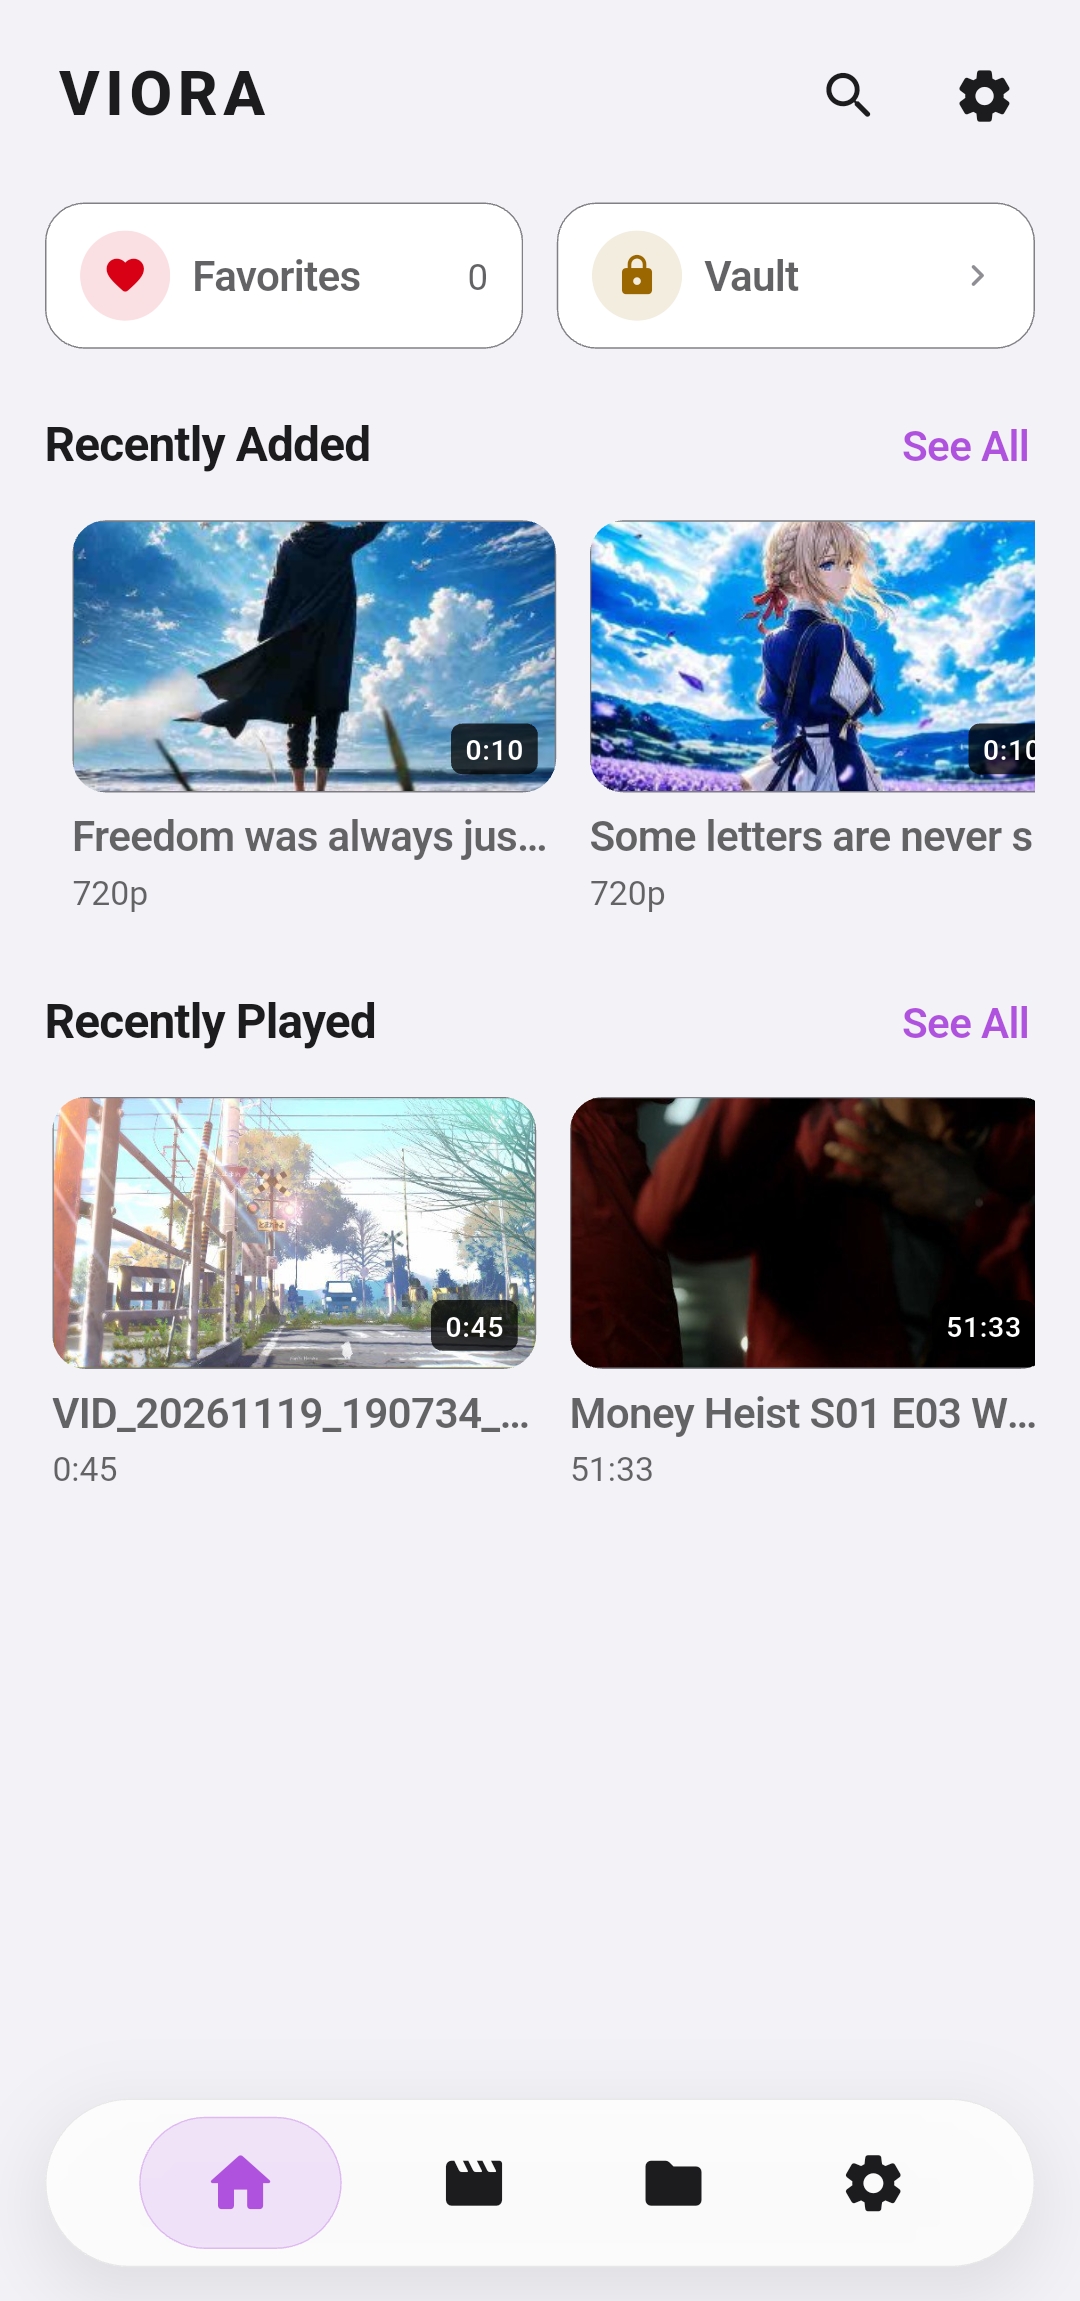 VIORA
Favorites 0
Vault
Recently Added See All
0:10
0:10
Freedom was always jus...
Some letters are never s
720p
720p
Recently Played See All
0:45
51:33
VID_20261119_190734_...
Money Heist S01 E03 W...
0:45
51:33